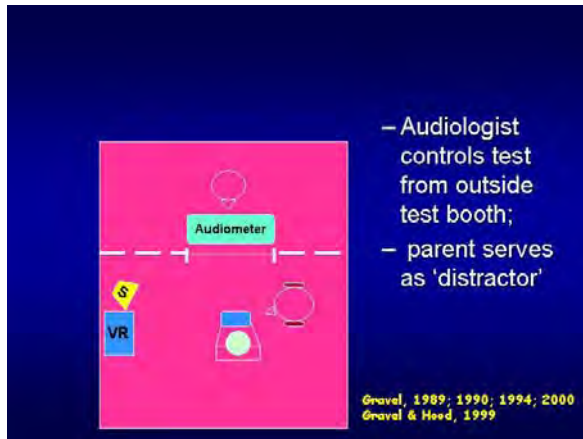 – Audiologist
controls test
from outside
test booth;
– parent serves
as ‘distractor’
Audiometer
S
VR
Gravel, 1989; 1990; 1994; 2000
Gravel & Hood, 1999